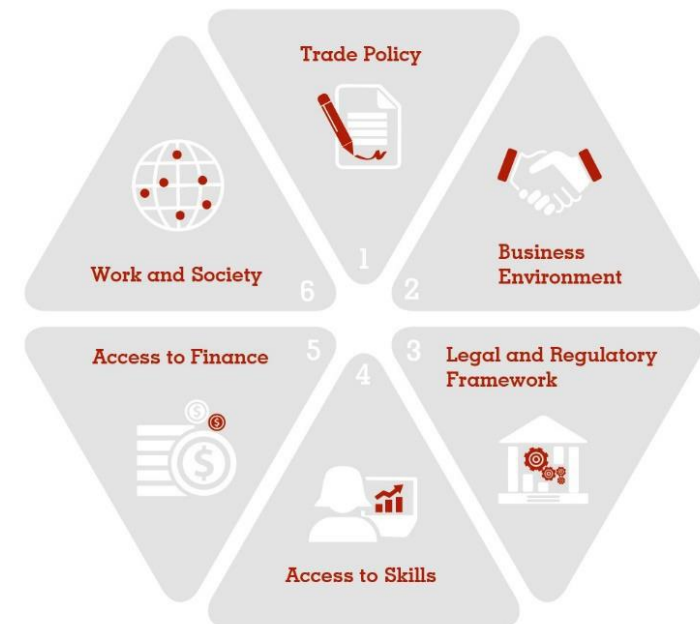 Trade Policy
1
Business
Environment
2
3
Legal and Regulatory
Framework
4
Access to Skills
Access to Finance
5
$
$
$
Work and Society
6